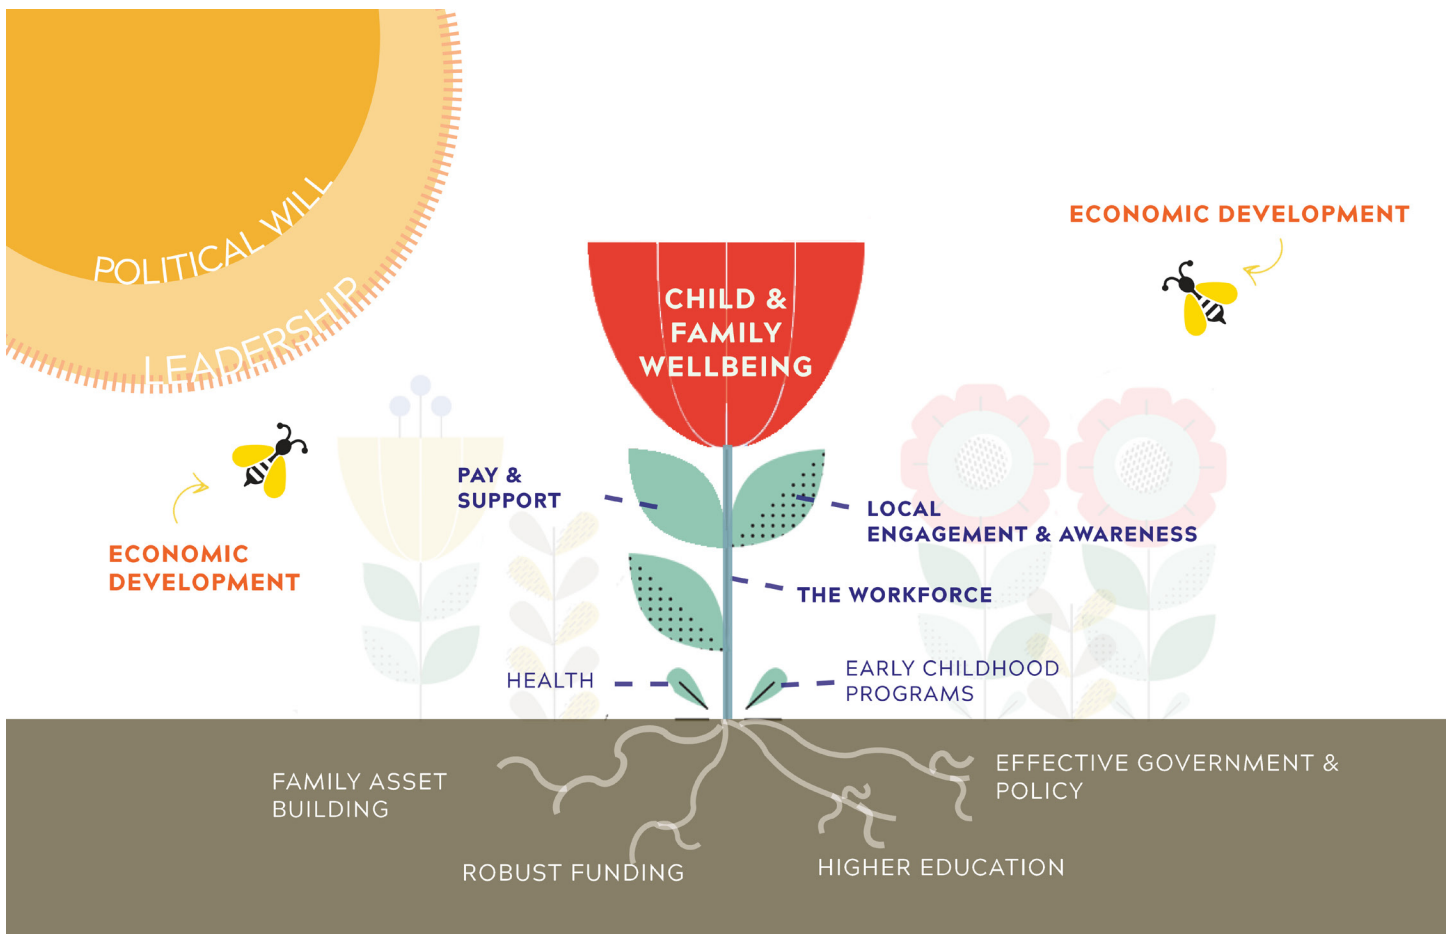 POLITICAL WILL
LEADERSHIP
ECONOMIC DEVELOPMENT
CHILD &
FAMILY
WELLBEING
PAY &
SUPPORT
LOCAL
ENGAGEMENT & AWARENESS
ECONOMIC
DEVELOPMENT
THE WORKFORCE
HEALTH
EARLY CHILDHOOD
PROGRAMS
FAMILY ASSET
BUILDING
EFFECTIVE GOVERNMENT &
POLICY
ROBUST FUNDING
HIGHER EDUCATION